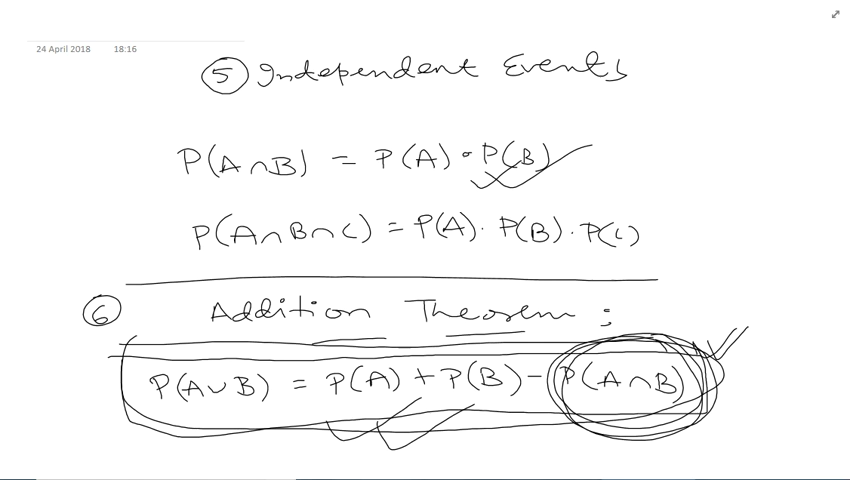 24 April 2018 18:16
⑤ Independent Events
P(A∩B) = P(A) · P(B)
P(A∩B∩C) = P(A) · P(B) · P(C)
⑥ Addition Theorem :
P(A∪B) = P(A) + P(B) - P(A∩B)